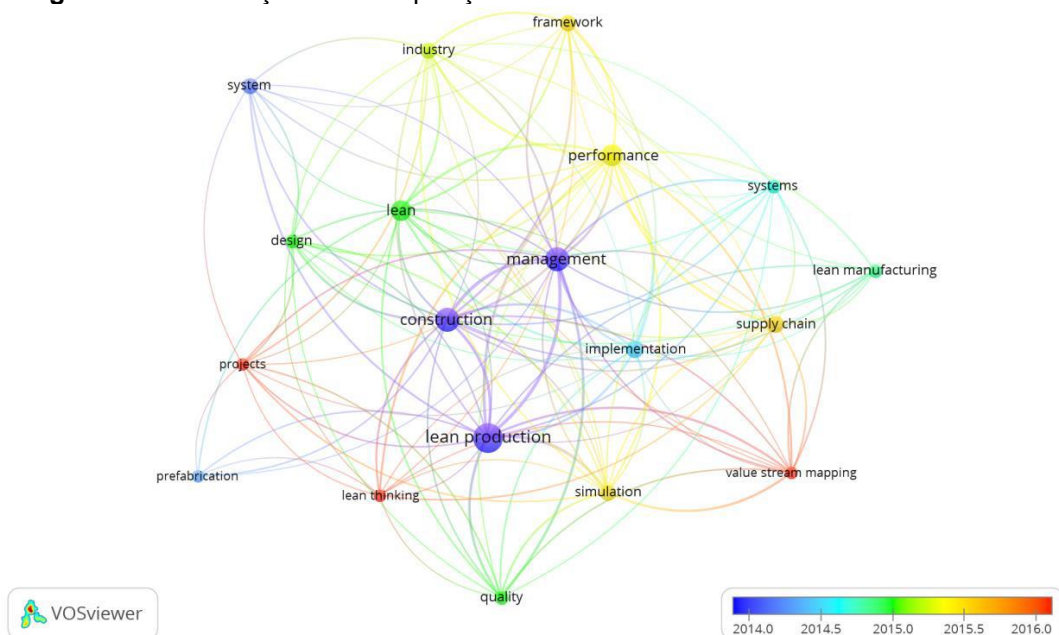 framework
industry
system
performance
systems
lean
design
management
lean manufacturing
construction
supply chain
implementation
projects
lean production
prefabrication
lean thinking
simulation
value stream mapping
quality
VOSviewer
2014.0 2014.5 2015.0 2015.5 2016.0